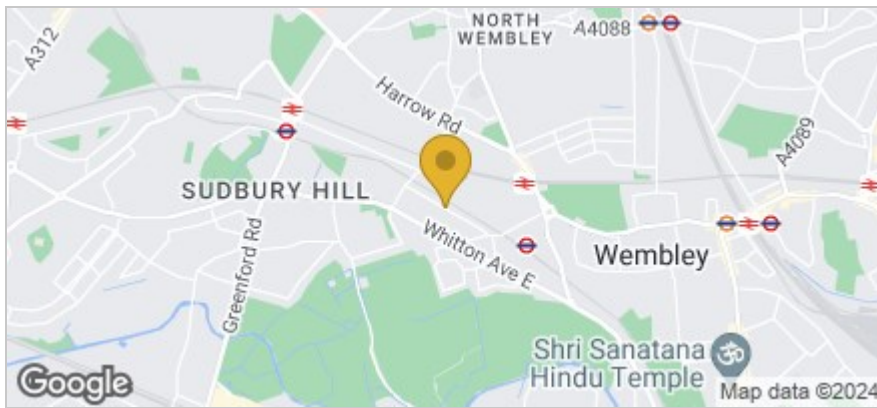 NORTH
WEMBLEY
A4088
A312
Harrow Rd
A4089
SUDBURY HILL
Whitton Ave E
Wembley
Greenford Rd
Shri Sanatana
Hindu Temple
Google
Map data ©2024